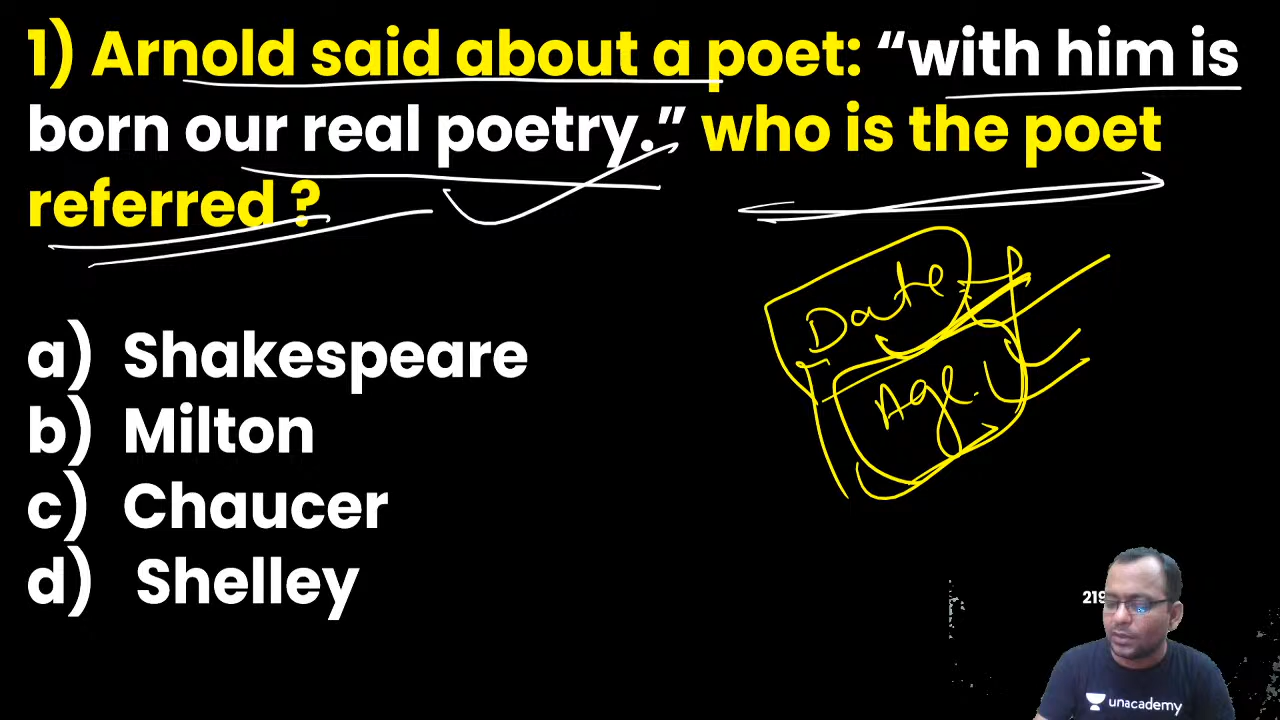 1) Arnold said about a poet: “with him is
born our real poetry.” who is the poet
referred ?
a) Shakespeare
b) Milton
c) Chaucer
d) Shelley
Date
Age
219
unacademy